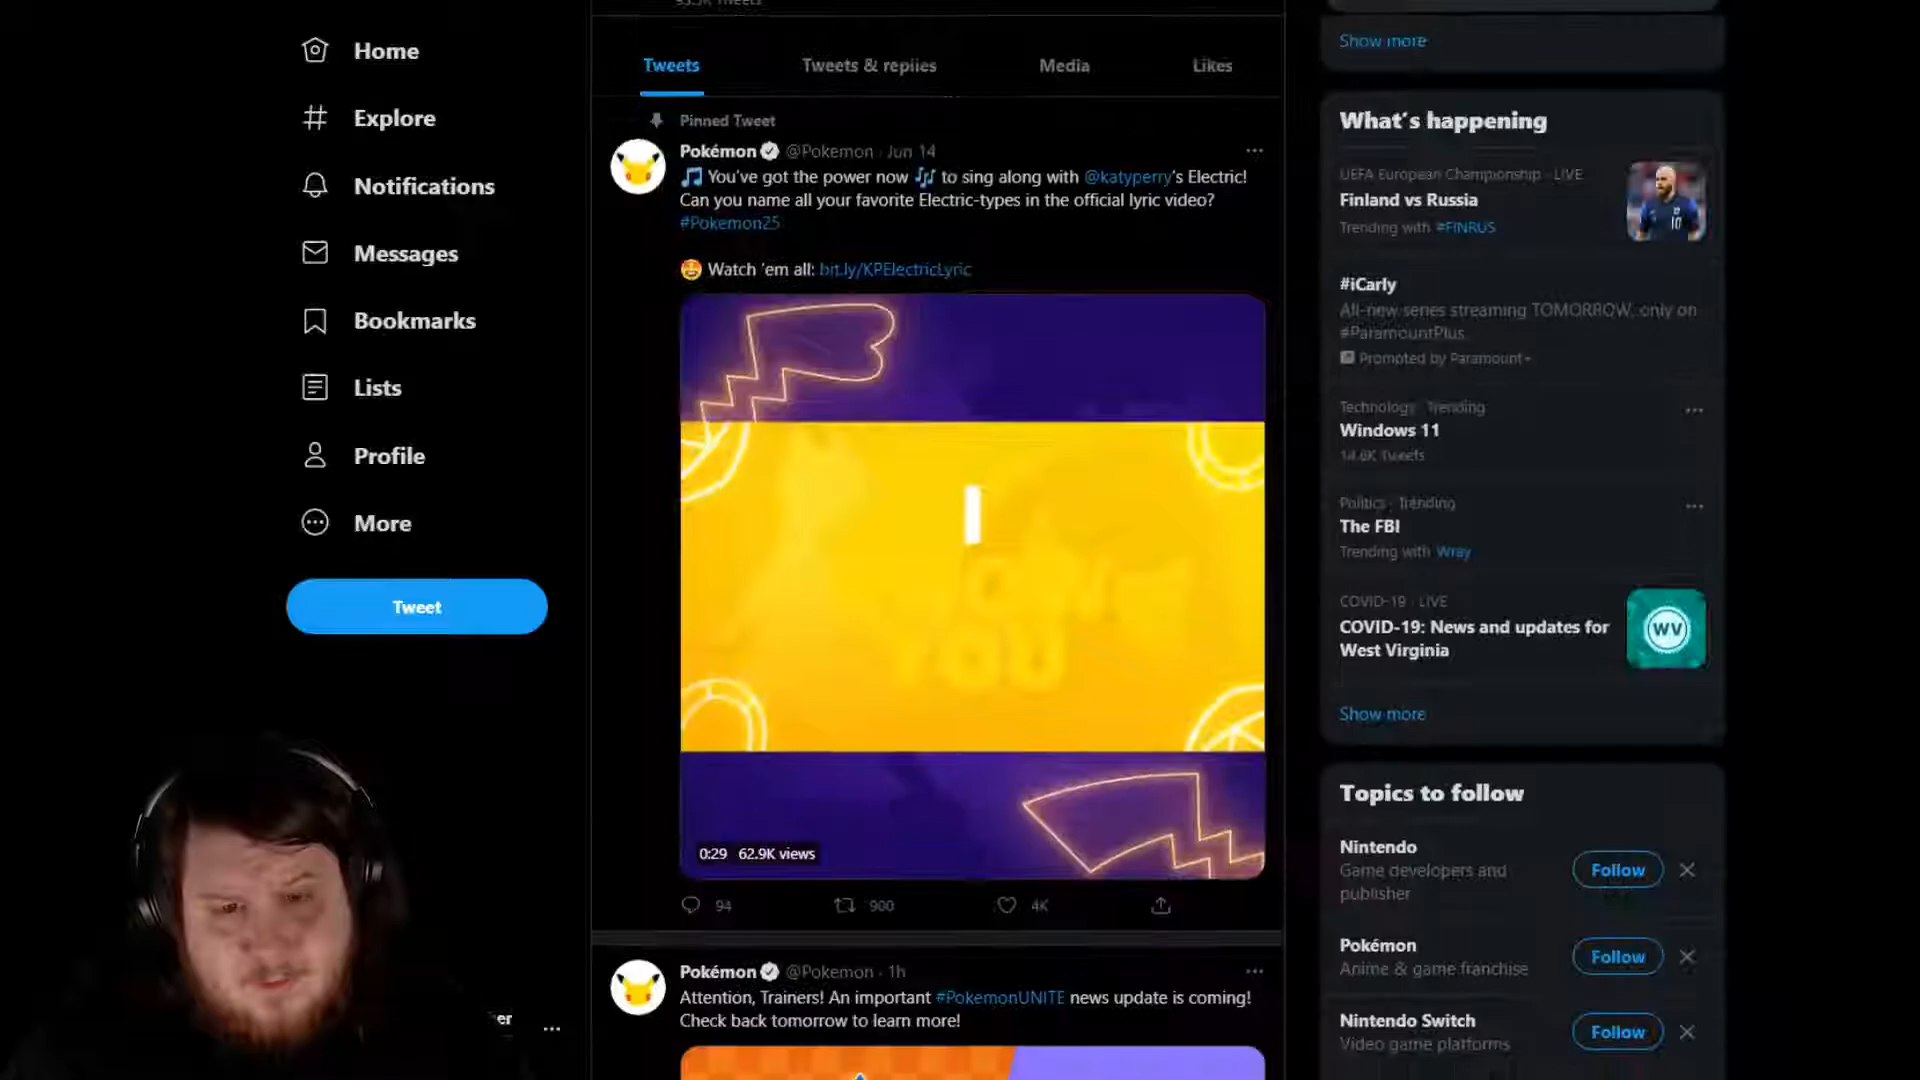 Home
Explore
Notifications
Messages
Bookmarks
Lists
Profile
More
Tweet
er
Tweets
Tweets & replies
Media
Likes
Pinned Tweet
Pokémon @Pokemon · Jun 14
You've got the power now to sing along with @katyperry's Electric!
Can you name all your favorite Electric-types in the official lyric video?
#Pokemon25
Watch 'em all: bit.ly/KPElectricLyric
I
YOU
0:29 62.9K views
94
900
4K
Pokémon @Pokemon · 1h
Attention, Trainers! An important #PokemonUNITE news update is coming!
Check back tomorrow to learn more!
Show more
What's happening
UEFA European Championship · LIVE
Finland vs Russia
Trending with #FINRUS
#iCarly
All-new series streaming TOMORROW, only on
#ParamountPlus
Promoted by Paramount+
Technology · Trending
Windows 11
14.6K Tweets
Politics · Trending
The FBI
Trending with Wray
COVID-19 · LIVE
COVID-19: News and updates for
West Virginia
WV
Show more
Topics to follow
Nintendo
Game developers and
publisher
Follow
Pokémon
Anime & game franchise
Follow
Nintendo Switch
Video game platforms
Follow